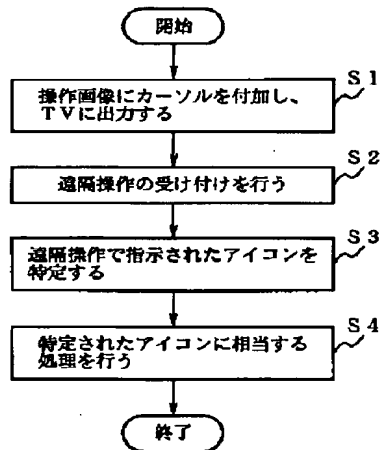 開始
S1
操作画像にカーソルを付加し、
TVに出力する
S2
遠隔操作の受け付けを行う
S3
遠隔操作で指示されたアイコンを
特定する
S4
特定されたアイコンに相当する
処理を行う
終了